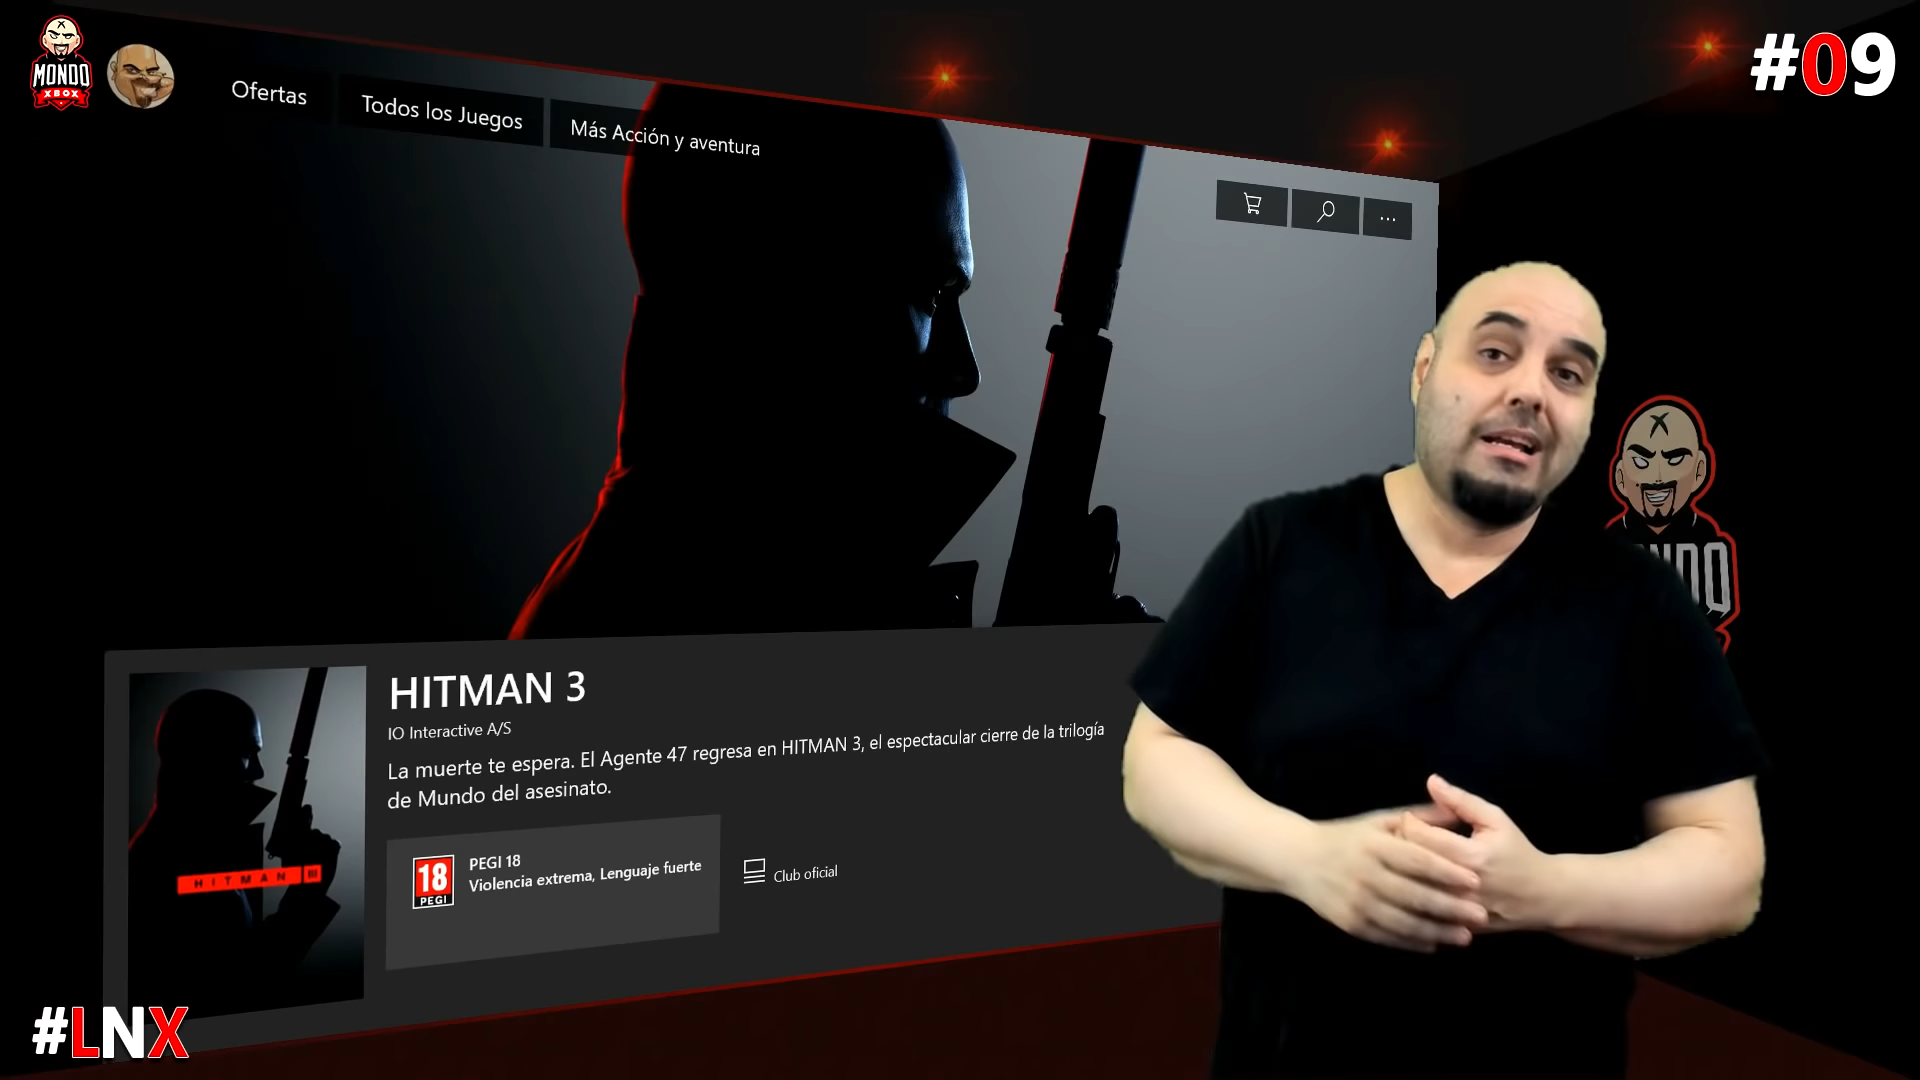 MONDO
XBOX
#09
Ofertas
Todos los Juegos
Más Acción y aventura
HITMAN 3
IO Interactive A/S
La muerte te espera. El Agente 47 regresa en HITMAN 3, el espectacular cierre de la trilogía
de Mundo del asesinato.
HITMAN III
18
PEGI
PEGI 18
Violencia extrema, Lenguaje fuerte
Club oficial
#LNX